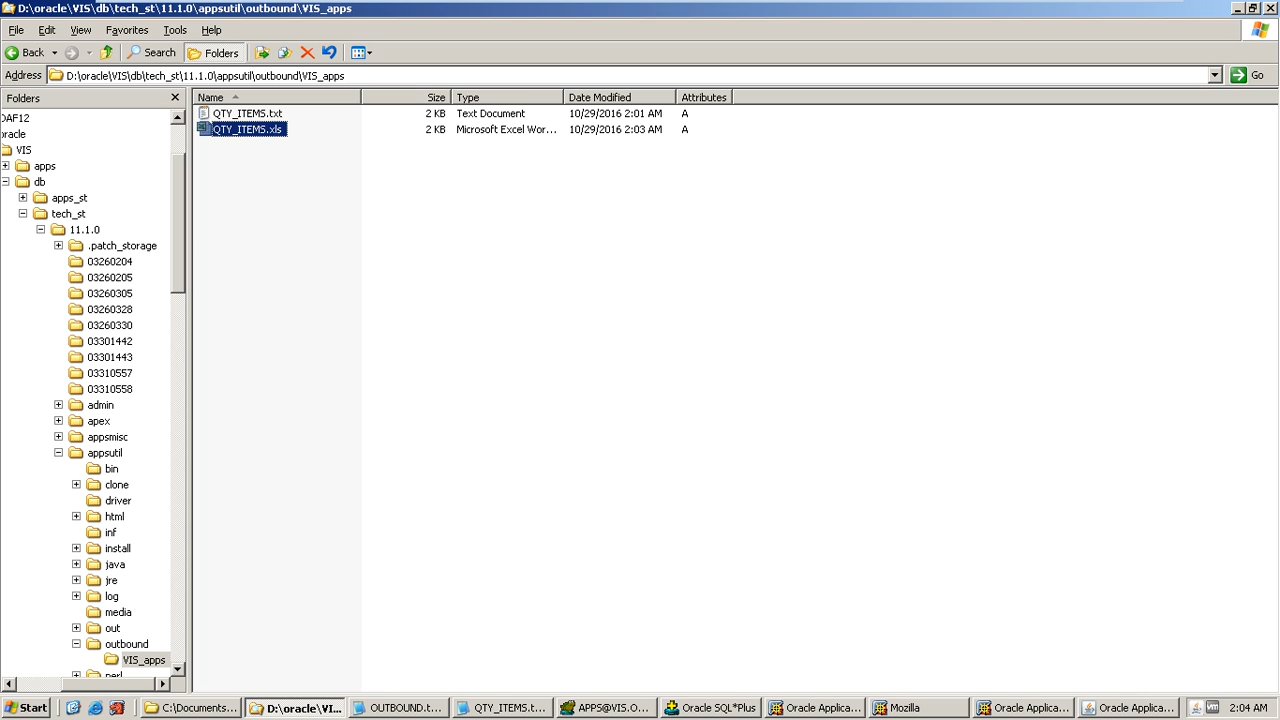 D:\oracle\VIS\db\tech_st\11.1.0\appsutil\outbound\VIS_apps
File Edit View Favorites Tools Help
Back Search Folders
Address D:\oracle\VIS\db\tech_st\11.1.0\appsutil\outbound\VIS_apps Go
Folders
Name Size Type Date Modified Attributes
QTY_ITEMS.txt 2 KB Text Document 10/29/2016 2:01 AM A
QTY_ITEMS.xls 2 KB Microsoft Excel Wor... 10/29/2016 2:03 AM A
DAF12
oracle
VIS
apps
db
apps_st
tech_st
11.1.0
.patch_storage
03260204
03260205
03260305
03260328
03260330
03301442
03301443
03310557
03310558
admin
apex
appsmisc
appsutil
bin
clone
driver
html
inf
install
java
jre
log
media
out
outbound
VIS_apps
perl
Start C:\Documents... D:\oracle\VI... OUTBOUND.t... QTY_ITEMS.t... APPS@VIS.O... Oracle SQL*Plus Oracle Applica... Mozilla Oracle Applica... Oracle Applica... 2:04 AM